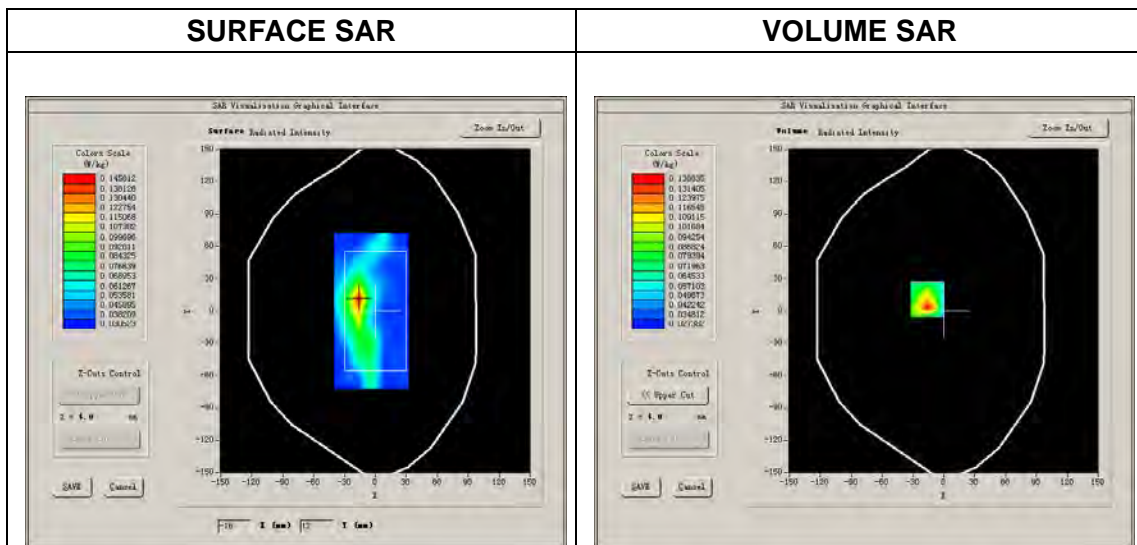 SURFACE SAR
VOLUME SAR
SAR Visualisation Graphical Interface
Surface Radiated Intensity
Zoom In/Out
Colors Scale
(W/kg)
0.145812
0.138126
0.130440
0.122754
0.115068
0.107382
0.099696
0.092011
0.084325
0.076639
0.068953
0.061267
0.053581
0.045895
0.038209
0.030523
150
120
90
60
30
0
-30
-60
-90
-120
-150
Y
-150 -120 -90 -60 -30 0 30 60 90 120 150
X
Z-Cuts Control
Z = 4.0 mm
SAVE
Cancel
-16 X (mm) 12 Y (mm)
SAR Visualisation Graphical Interface
Volume Radiated Intensity
Zoom In/Out
Colors Scale
(W/kg)
0.138835
0.131405
0.123975
0.116545
0.109115
0.101684
0.094254
0.086824
0.079394
0.071963
0.064533
0.057103
0.049673
0.042242
0.034812
0.027382
150
120
90
60
30
0
-30
-60
-90
-120
-150
Y
-150 -120 -90 -60 -30 0 30 60 90 120 150
X
Z-Cuts Control
<< Upper Cut
Z = 4.0 mm
SAVE
Cancel